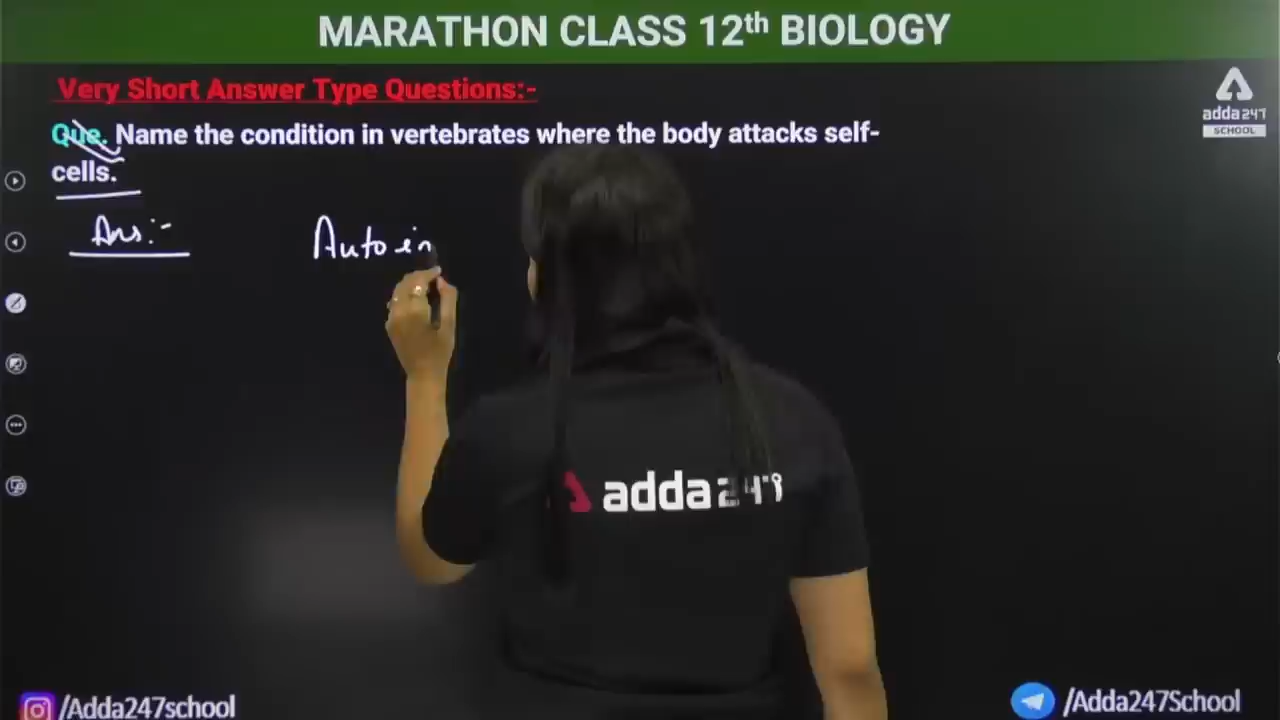 MARATHON CLASS 12th BIOLOGY
Very Short Answer Type Questions:-
adda247
SCHOOL
Que. Name the condition in vertebrates where the body attacks self-
cells.
Ans:-
Auto in
adda247
/Adda247school
/Adda247School